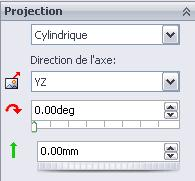 Projection
Cylindrique
Direction de l'axe:
YZ
0.00deg
0.00mm